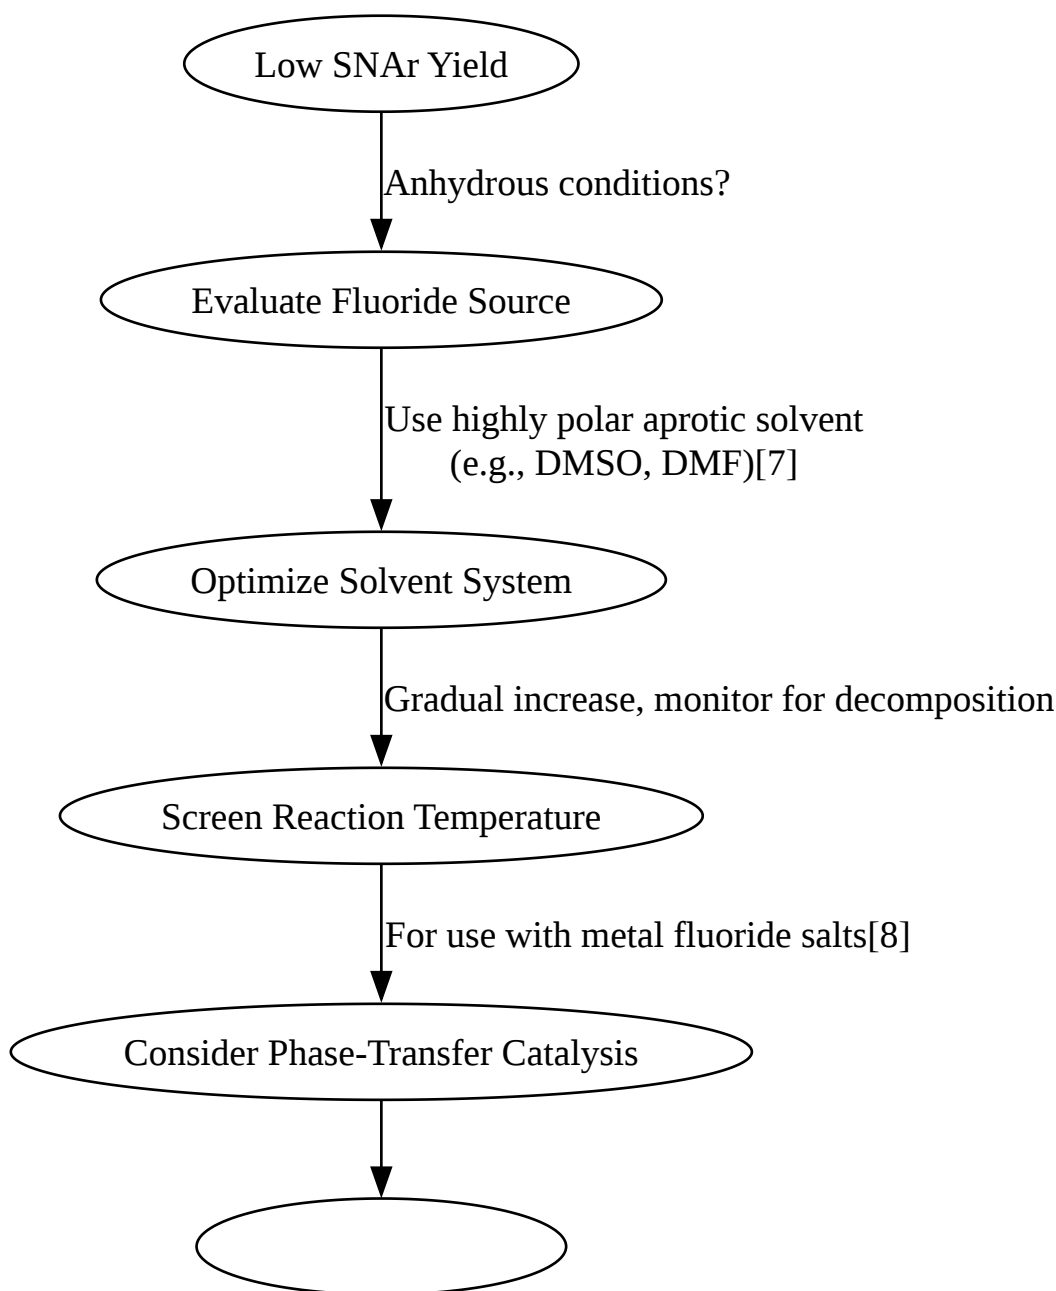 Low SNAr Yield
Anhydrous conditions?
Evaluate Fluoride Source
Use highly polar aprotic solvent
(e.g., DMSO, DMF)[7]
Optimize Solvent System
Gradual increase, monitor for decomposition
Screen Reaction Temperature
For use with metal fluoride salts[8]
Consider Phase-Transfer Catalysis